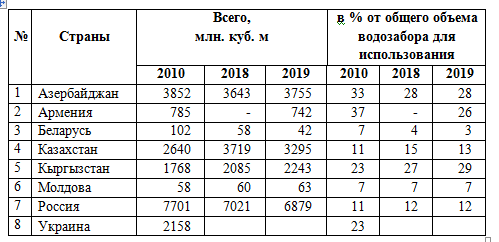 № Страны Всего, млн. куб. м в % от общего объема водозабора для использования
2010 2018 2019 2010 2018 2019
1 Азербайджан 3852 3643 3755 33 28 28
2 Армения 785 - 742 37 - 26
3 Беларусь 102 58 42 7 4 3
4 Казахстан 2640 3719 3295 11 15 13
5 Кыргызстан 1768 2085 2243 23 27 29
6 Молдова 58 60 63 7 7 7
7 Россия 7701 7021 6879 11 12 12
8 Украина 2158 23